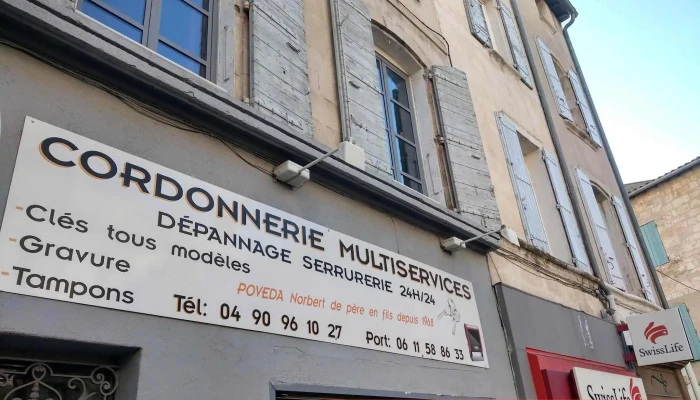 CORDONNERIE MULTISERVICES
DÉPANNAGE SERRURERIE 24H/24
-Clés tous modèles
-Gravure
-Tampons
POVEDA Norbert de père en fils depuis 1968
Tél: 04 90 96 10 27
Port: 06 11 58 86 33
SwissLife
SwissLife